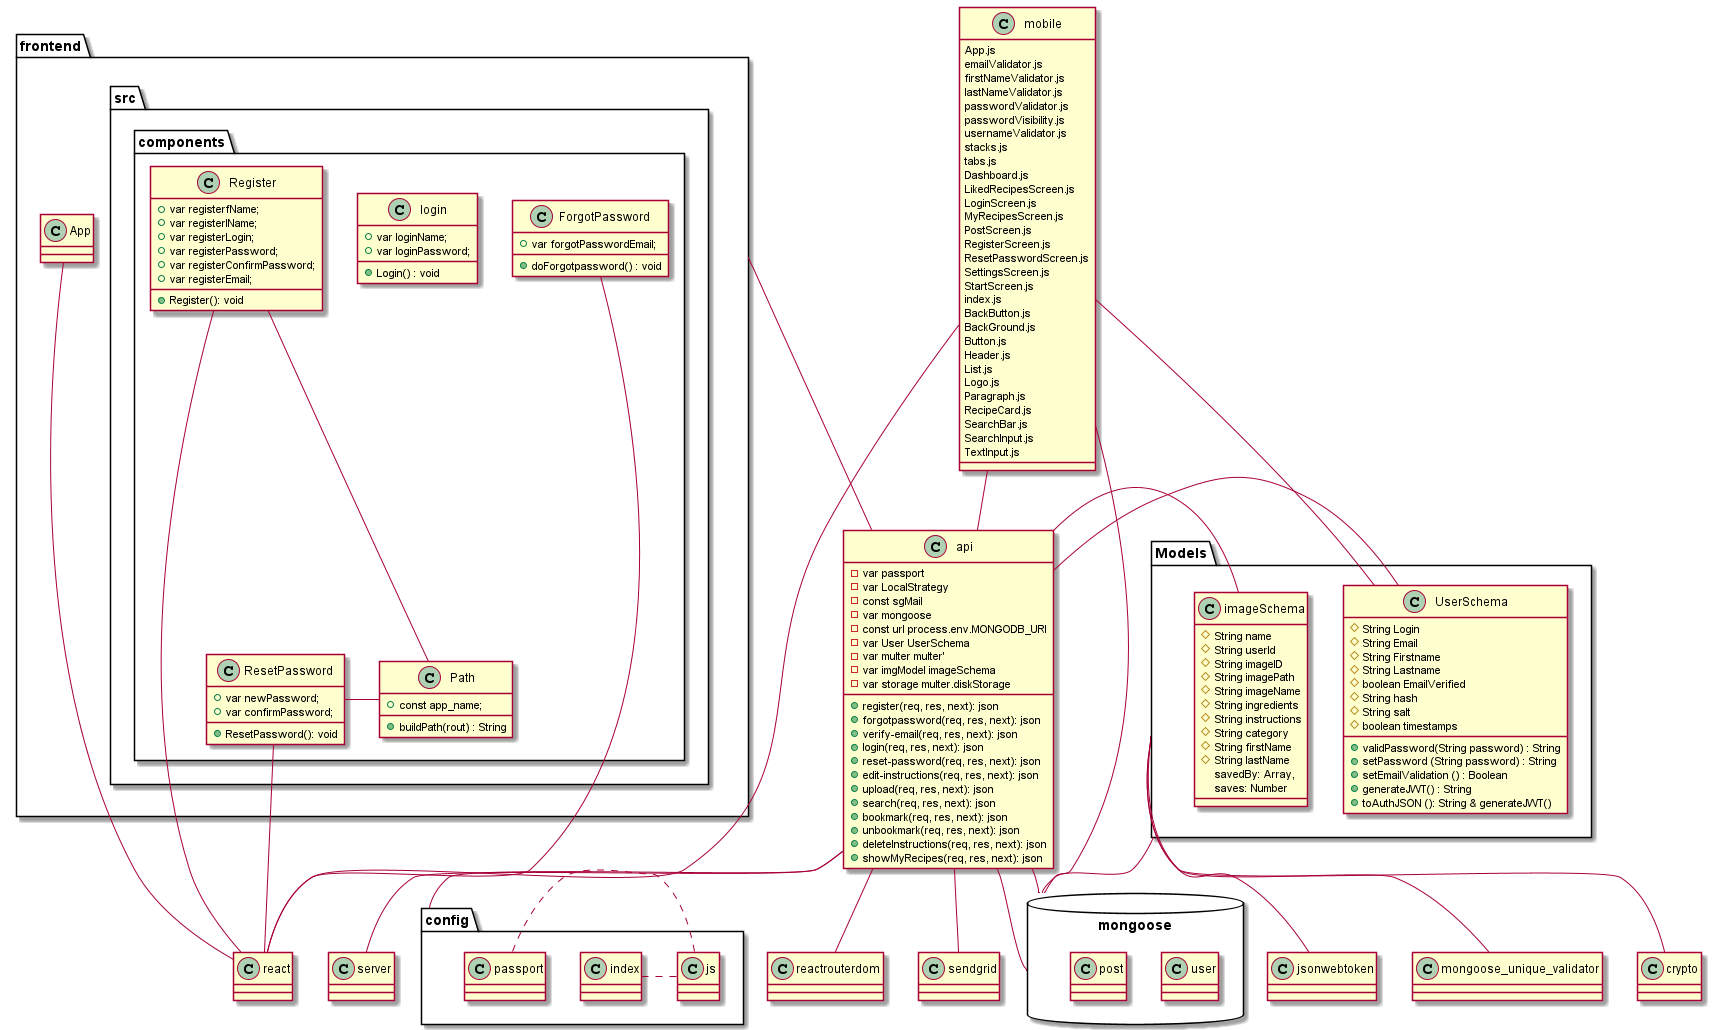 frontend
src
components
C App
C Register
var registerfName;
var registerlName;
var registerLogin;
var registerPassword;
var registerConfirmPassword;
var registerEmail;
Register(): void
C login
var loginName;
var loginPassword;
Login() : void
C ForgotPassword
var forgotPasswordEmail;
doForgotpassword() : void
C ResetPassword
var newPassword;
var confirmPassword;
ResetPassword(): void
C Path
const app_name;
buildPath(rout) : String
C mobile
App.js
emailValidator.js
firstNameValidator.js
lastNameValidator.js
passwordValidator.js
passwordVisibility.js
usernameValidator.js
stacks.js
tabs.js
Dashboard.js
LikedRecipesScreen.js
LoginScreen.js
MyRecipesScreen.js
PostScreen.js
RegisterScreen.js
ResetPasswordScreen.js
SettingsScreen.js
StartScreen.js
index.js
BackButton.js
BackGround.js
Button.js
Header.js
List.js
Logo.js
Paragraph.js
RecipeCard.js
SearchBar.js
SearchInput.js
TextInput.js
C api
var passport
var LocalStrategy
const sgMail
var mongoose
const url process.env.MONGODB_URI
var User UserSchema
var multer multer'
var imgModel imageSchema
var storage multer.diskStorage
register(req, res, next): json
forgotpassword(req, res, next): json
verify-email(req, res, next): json
login(req, res, next): json
reset-password(req, res, next): json
edit-instructions(req, res, next): json
upload(req, res, next): json
search(req, res, next): json
bookmark(req, res, next): json
unbookmark(req, res, next): json
deleteInstructions(req, res, next): json
showMyRecipes(req, res, next): json
Models
C imageSchema
String name
String userId
String imageID
String imagePath
String imageName
String ingredients
String instructions
String category
String firstName
String lastName
savedBy: Array,
saves: Number
C UserSchema
String Login
String Email
String Firstname
String Lastname
boolean EmailVerified
String hash
String salt
boolean timestamps
validPassword(String password) : String
setPassword (String password) : String
setEmailValidation () : Boolean
generateJWT() : String
toAuthJSON (): String & generateJWT()
C react
C server
config
C passport
C index
C js
C reactrouterdom
C sendgrid
mongoose
C post
C user
C jsonwebtoken
C mongoose_unique_validator
C crypto